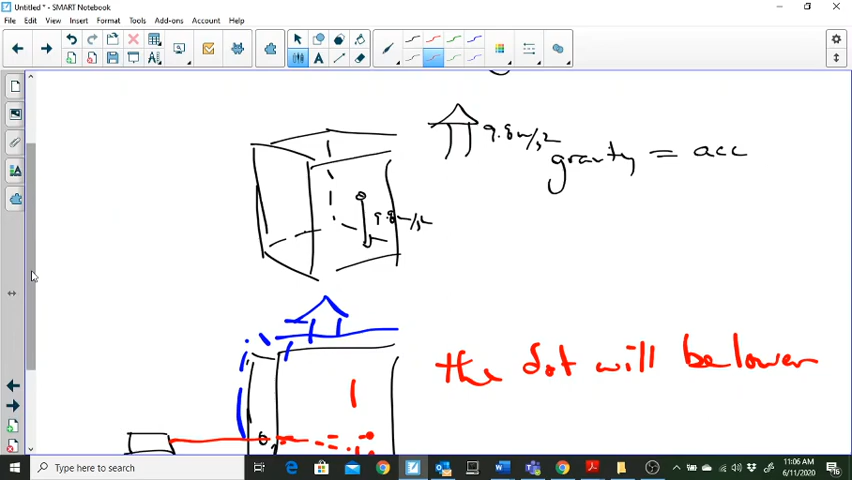 Untitled * - SMART Notebook
File Edit View Insert Format Tools Add-ons Account Help
9.8m/s2
gravity = acc
9.8m/s2
the dot will be lower
Type here to search
11:06 AM
6/11/2020